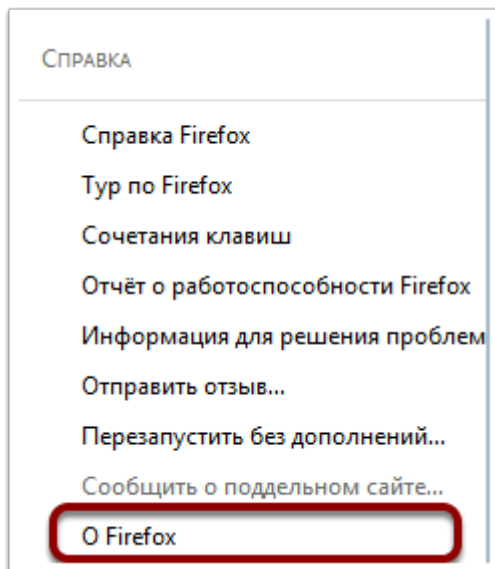 Справка
Справка Firefox
Тур по Firefox
Сочетания клавиш
Отчёт о работоспособности Firefox
Информация для решения проблем
Отправить отзыв...
Перезапустить без дополнений...
Сообщить о поддельном сайте...
О Firefox